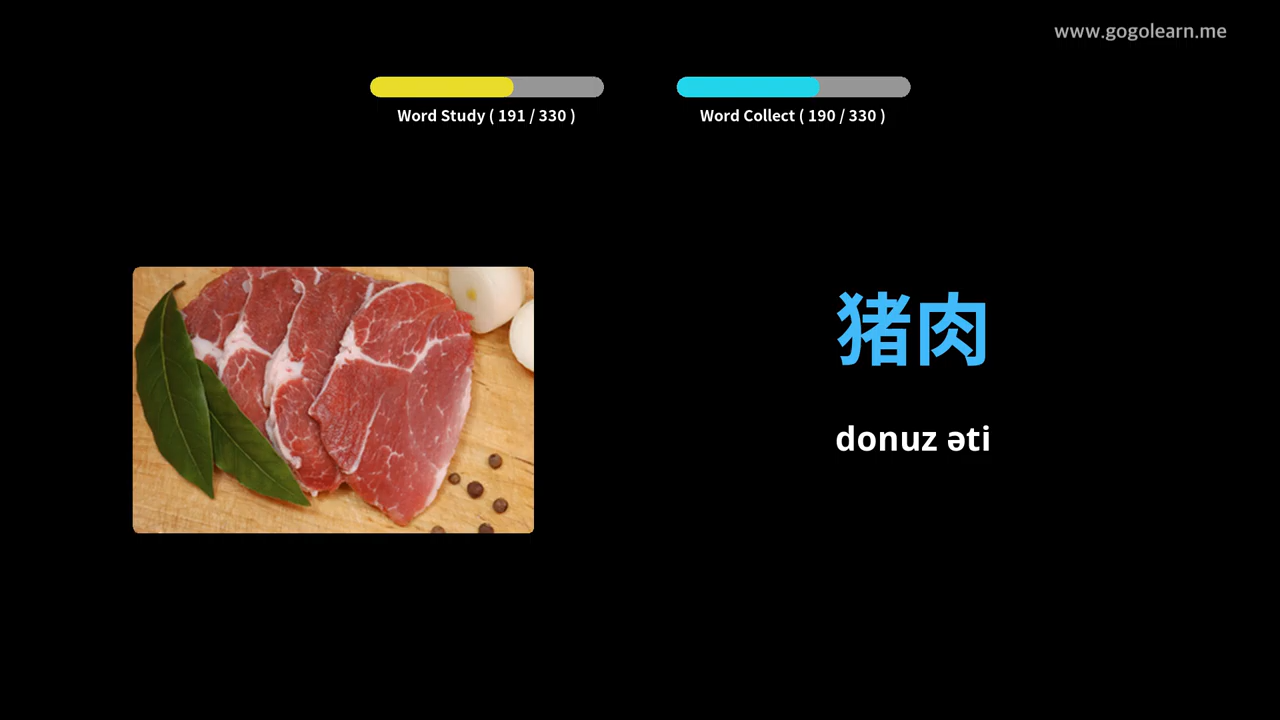 www.gogolearn.me
Word Study ( 191 / 330 )
Word Collect ( 190 / 330 )
猪肉
donuz əti